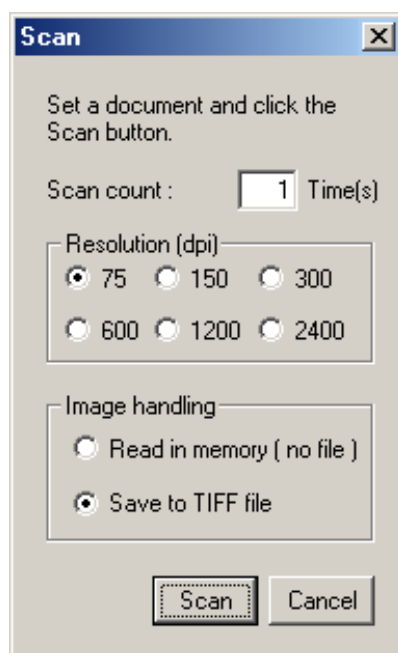 Scan
Set a document and click the
Scan button.
Scan count : 1 Time(s)
Resolution (dpi)
75 150 300
600 1200 2400
Image handling
Read in memory ( no file )
Save to TIFF file
Scan Cancel